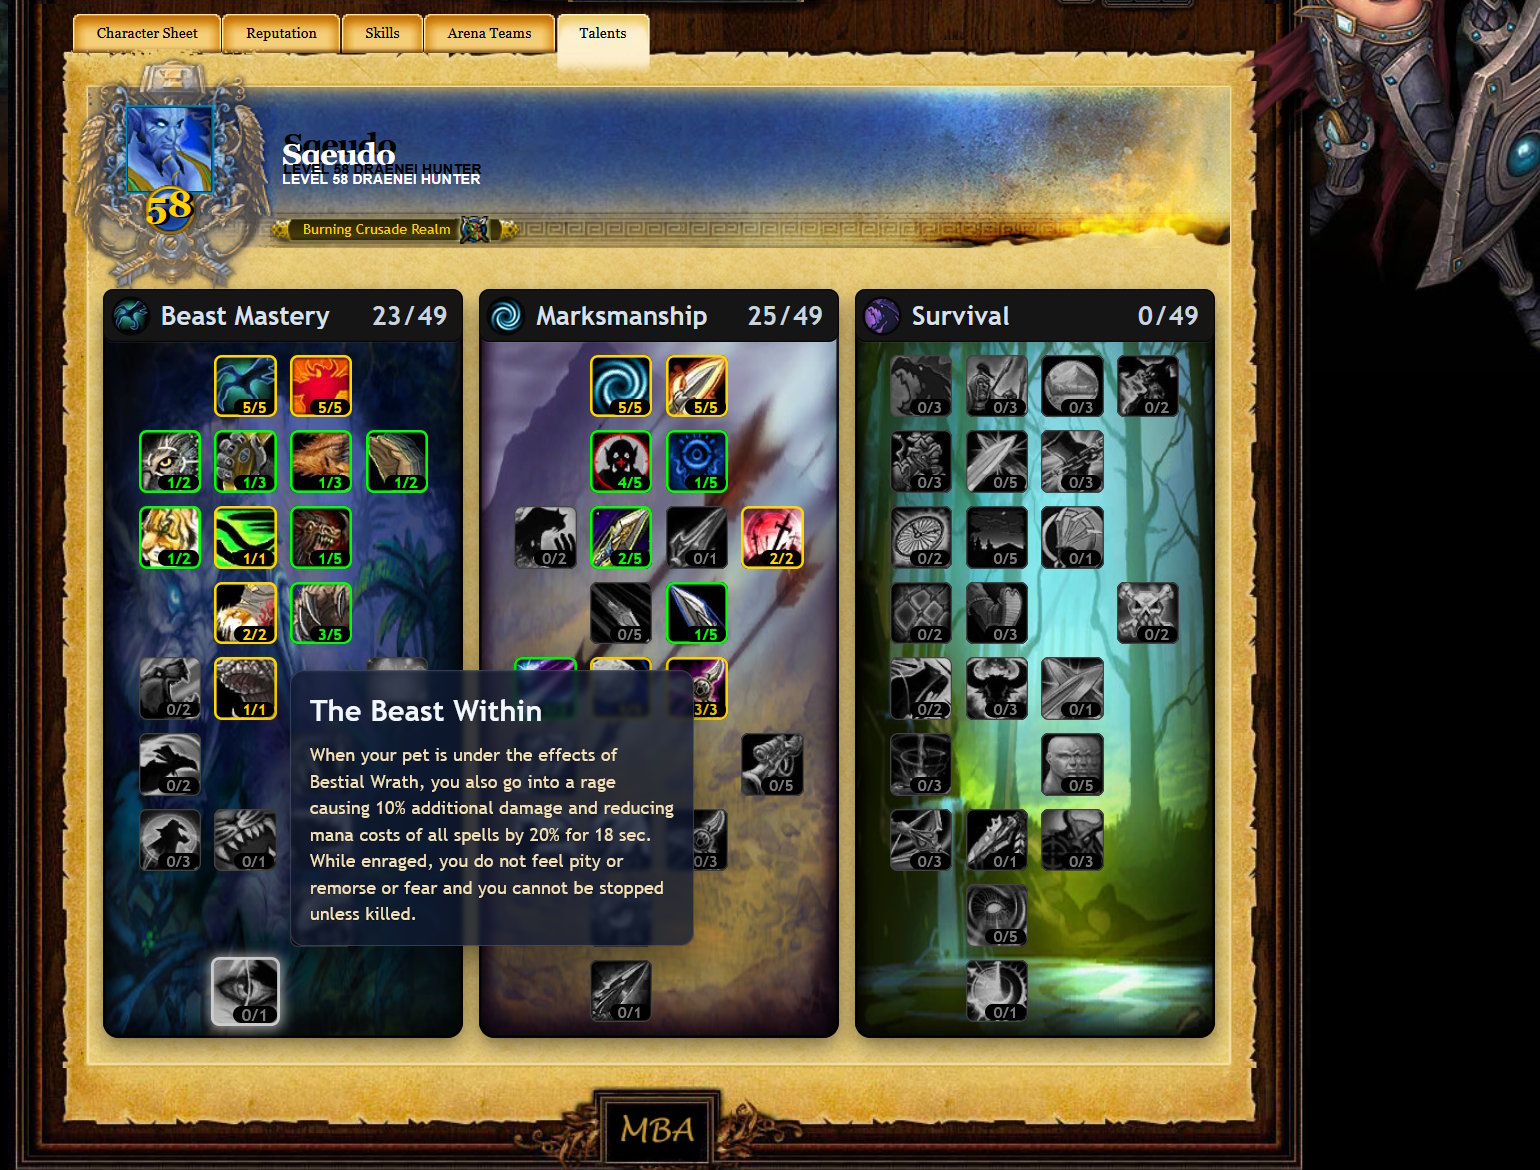 Character Sheet
Reputation
Skills
Arena Teams
Talents
Sqeudo
LEVEL 58 DRAENEI HUNTER
58
Burning Crusade Realm
Beast Mastery 23/49
5/5 5/5
1/2 1/3 1/3 1/2
1/2 1/1 1/5
2/2 3/5
0/2 1/1
0/2
0/3 0/1
0/1
The Beast Within
When your pet is under the effects of
Bestial Wrath, you also go into a rage
causing 10% additional damage and reducing
mana costs of all spells by 20% for 18 sec.
While enraged, you do not feel pity or
remorse or fear and you cannot be stopped
unless killed.
Marksmanship 25/49
5/5 5/5
4/5 1/5
0/2 2/5 0/1 2/2
0/5 1/5
3/3
0/5
0/3
0/1
Survival 0/49
0/3 0/3 0/3 0/2
0/3 0/5 0/3
0/2 0/5 0/1
0/2 0/3 0/2
0/2 0/3 0/1
0/3 0/5
0/3 0/1 0/3
0/5
0/1
MBA